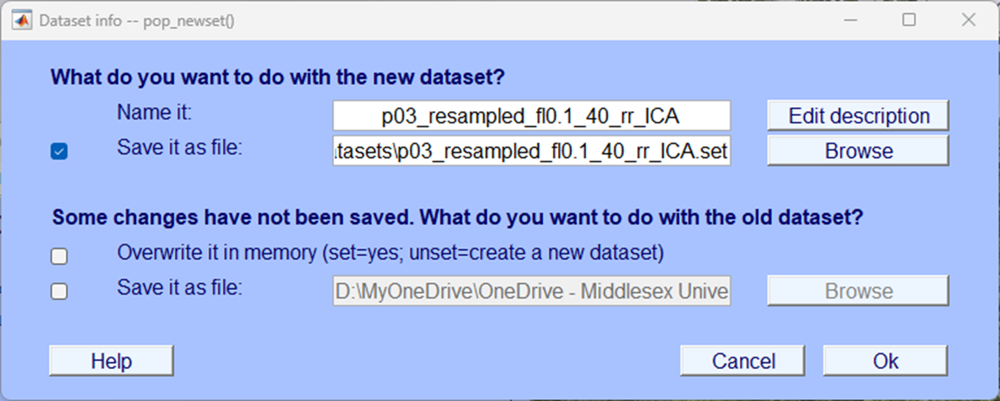 Dataset info -- pop_newset()
What do you want to do with the new dataset?
Name it: p03_resampled_fl0.1_40_rr_ICA Edit description
Save it as file: tasets\p03_resampled_fl0.1_40_rr_ICA.set Browse
Some changes have not been saved. What do you want to do with the old dataset?
Overwrite it in memory (set=yes; unset=create a new dataset)
Save it as file: D:\MyOneDrive\OneDrive - Middlesex Unive Browse
Help Cancel Ok